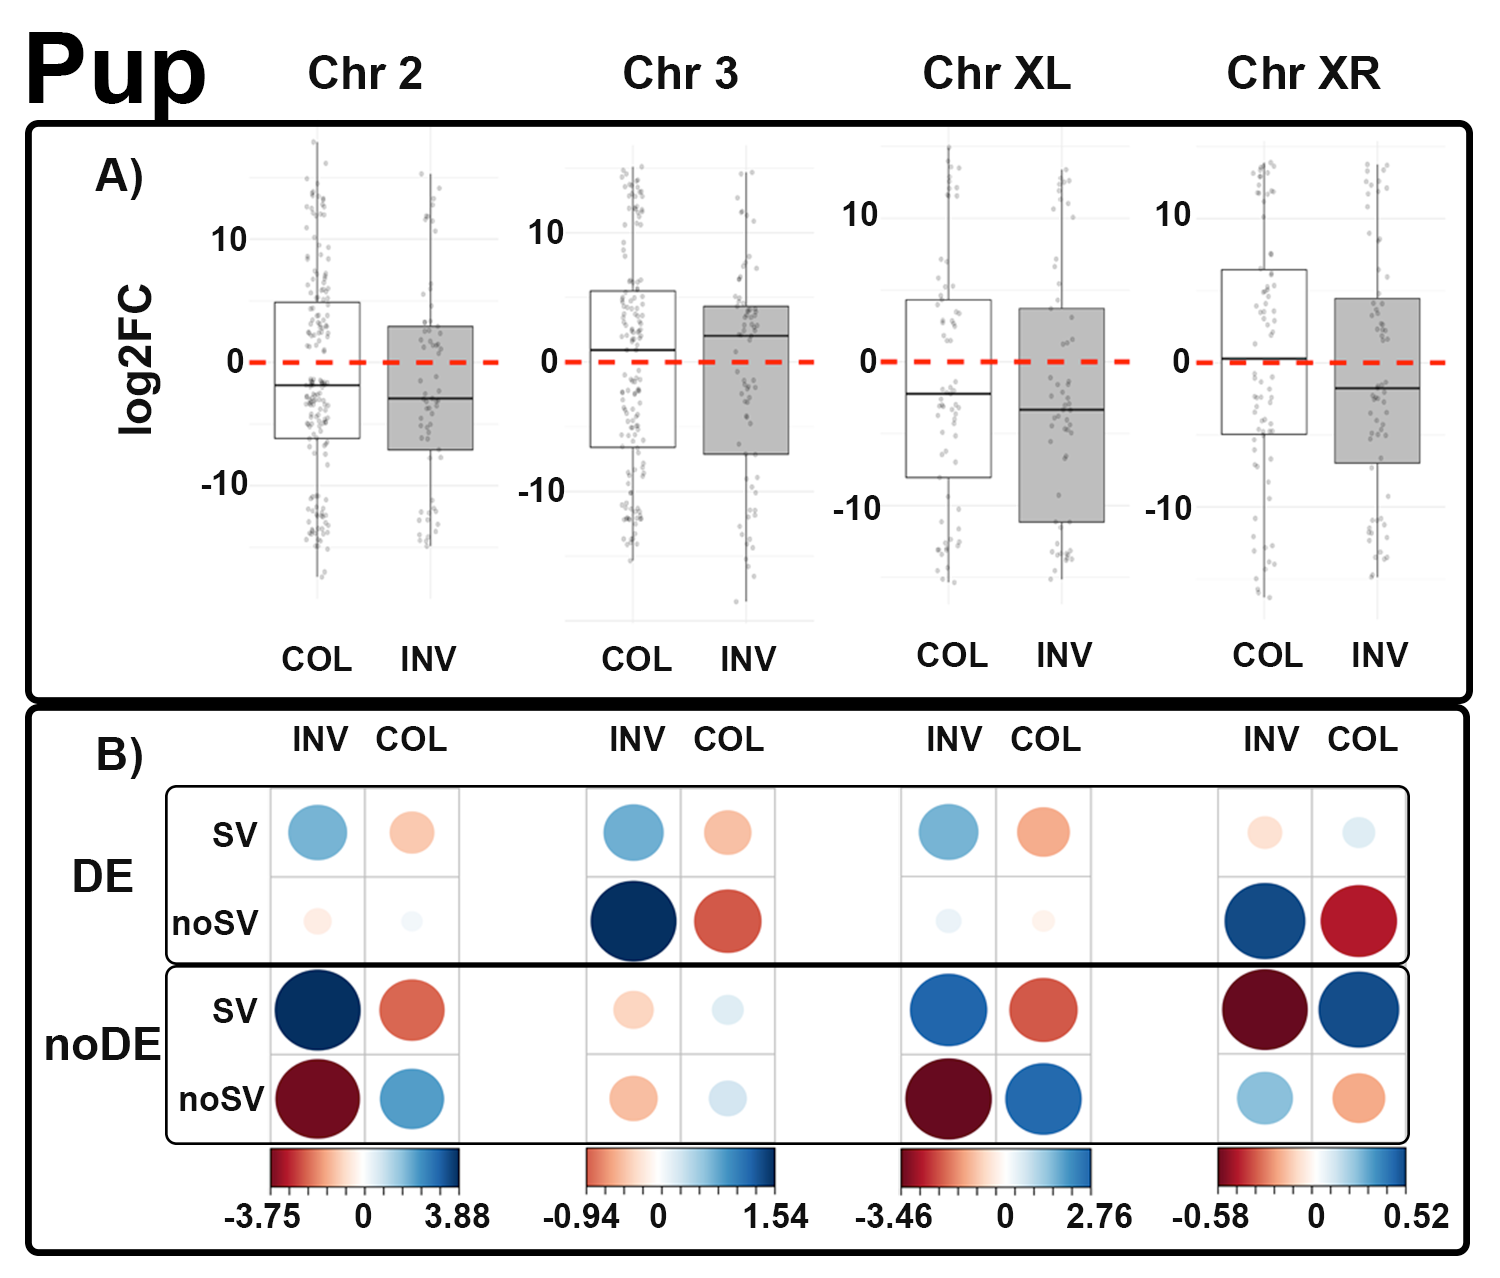 Pup
Chr 2 Chr 3 Chr XL Chr XR
A)
log2FC
10 10 10 10
0 0 0 0
-10 -10 -10 -10
COL INV COL INV COL INV COL INV
B)
INV COL INV COL INV COL INV COL
DE
SV
noSV
noDE
SV
noSV
-3.75 0 3.88 -0.94 0 1.54 -3.46 0 2.76 -0.58 0 0.52